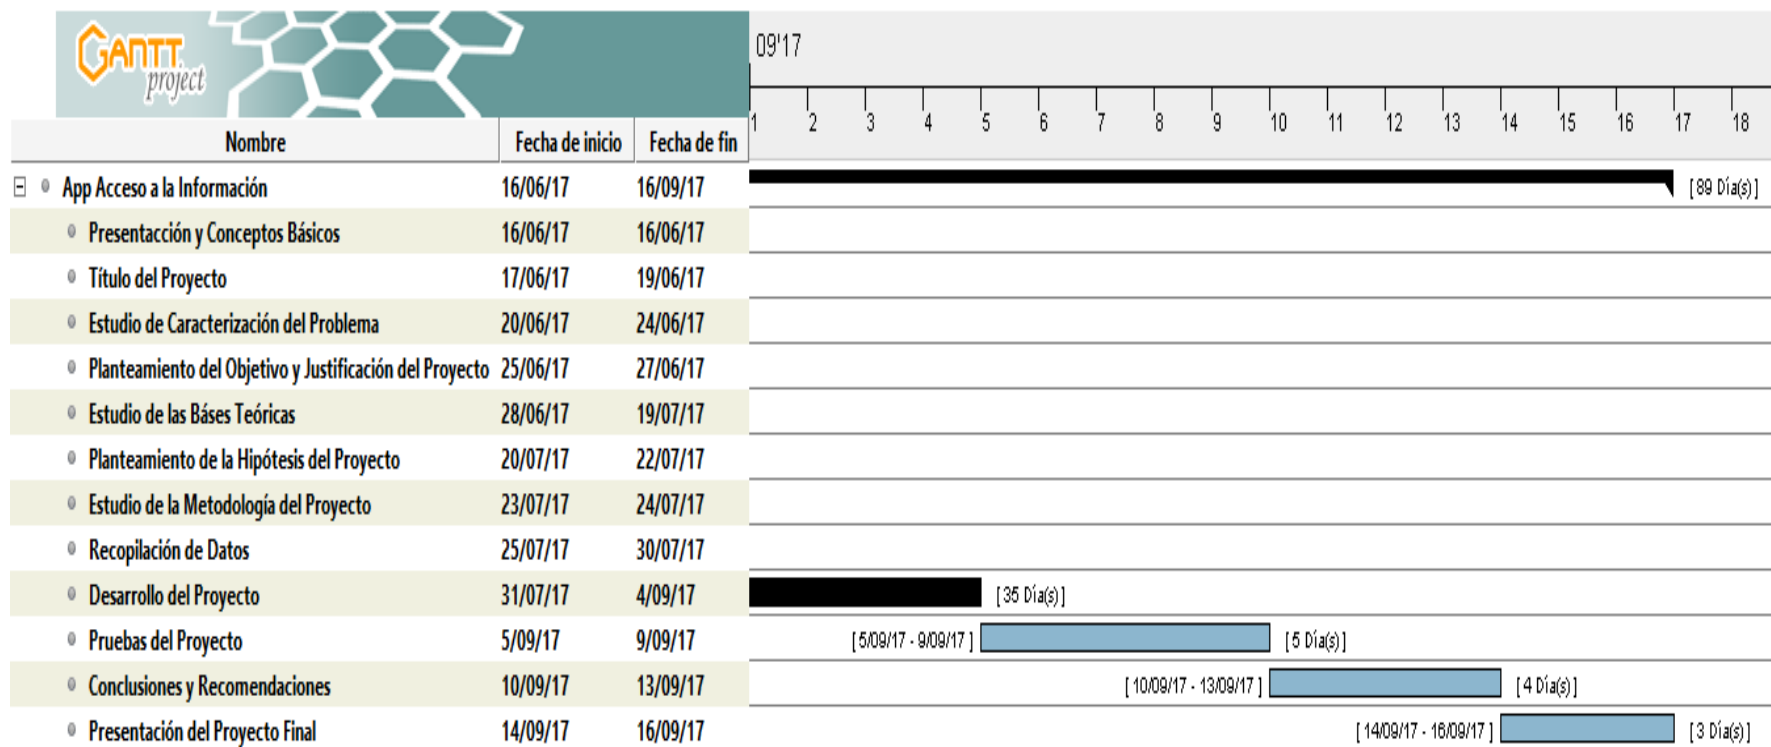 GANTT
project
09'17
1 2 3 4 5 6 7 8 9 10 11 12 13 14 15 16 17 18
Nombre Fecha de inicio Fecha de fin
App Acceso a la Información 16/06/17 16/09/17 [ 89 Día(s) ]
Presentacción y Conceptos Básicos 16/06/17 16/06/17
Título del Proyecto 17/06/17 19/06/17
Estudio de Caracterización del Problema 20/06/17 24/06/17
Planteamiento del Objetivo y Justificación del Proyecto 25/06/17 27/06/17
Estudio de las Báses Teóricas 28/06/17 19/07/17
Planteamiento de la Hipótesis del Proyecto 20/07/17 22/07/17
Estudio de la Metodología del Proyecto 23/07/17 24/07/17
Recopilación de Datos 25/07/17 30/07/17
Desarrollo del Proyecto 31/07/17 4/09/17 [ 35 Día(s) ]
Pruebas del Proyecto 5/09/17 9/09/17 [ 5/09/17 - 9/09/17 ] [ 5 Día(s) ]
Conclusiones y Recomendaciones 10/09/17 13/09/17 [ 10/09/17 - 13/09/17 ] [ 4 Día(s) ]
Presentación del Proyecto Final 14/09/17 16/09/17 [ 14/09/17 - 16/09/17 ] [ 3 Día(s) ]